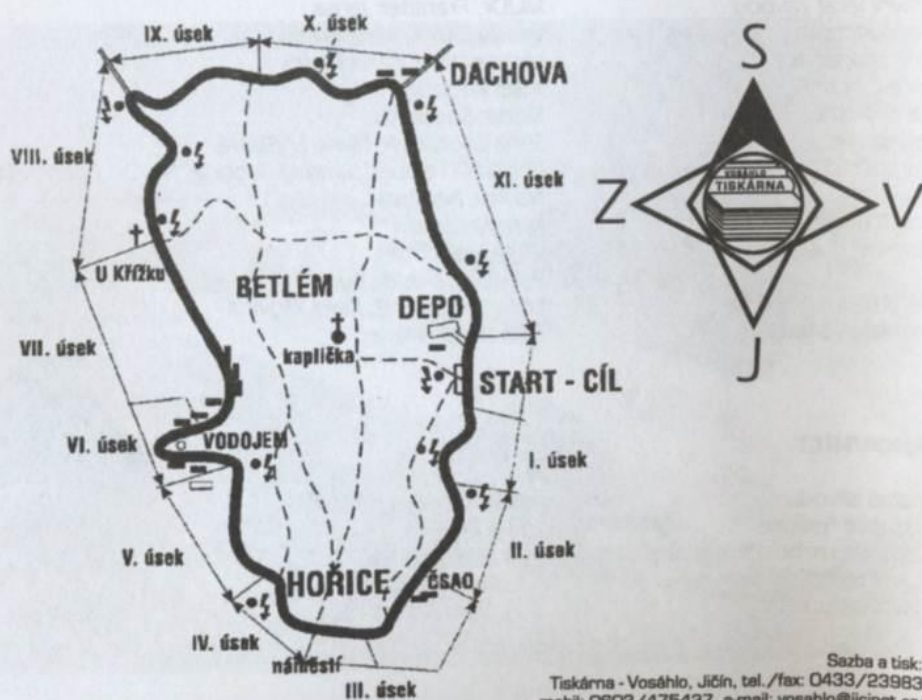 IX. úsek
X. úsek
DACHOVA
VIII. úsek
XI. úsek
U Křížku
BETLÉM
DEPO
VII. úsek
kaplička
START - CÍL
VI. úsek
VODOJEM
I. úsek
V. úsek
II. úsek
HOŘICE
ČSAO
IV. úsek
náměstí
III. úsek
S
VOSÁHLO
TISKÁRNA
Z
V
J
Sazba a tisk:
Tiskárna - Vosáhlo, Jičín, tel./fax: 0433/23983